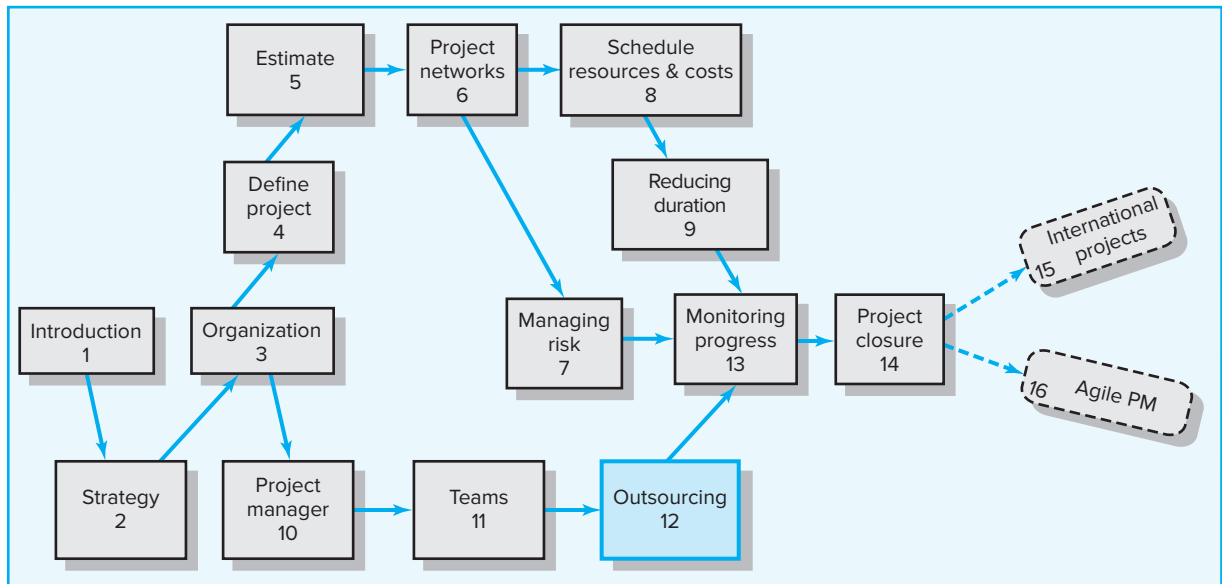 Estimate
5
Project
networks
6
Schedule
resources & costs
8
Define
project
4
Reducing
duration
9
International
projects
15
Introduction
1
Organization
3
Managing
risk
7
Monitoring
progress
13
Project
closure
14
16
Agile PM
Strategy
2
Project
manager
10
Teams
11
Outsourcing
12